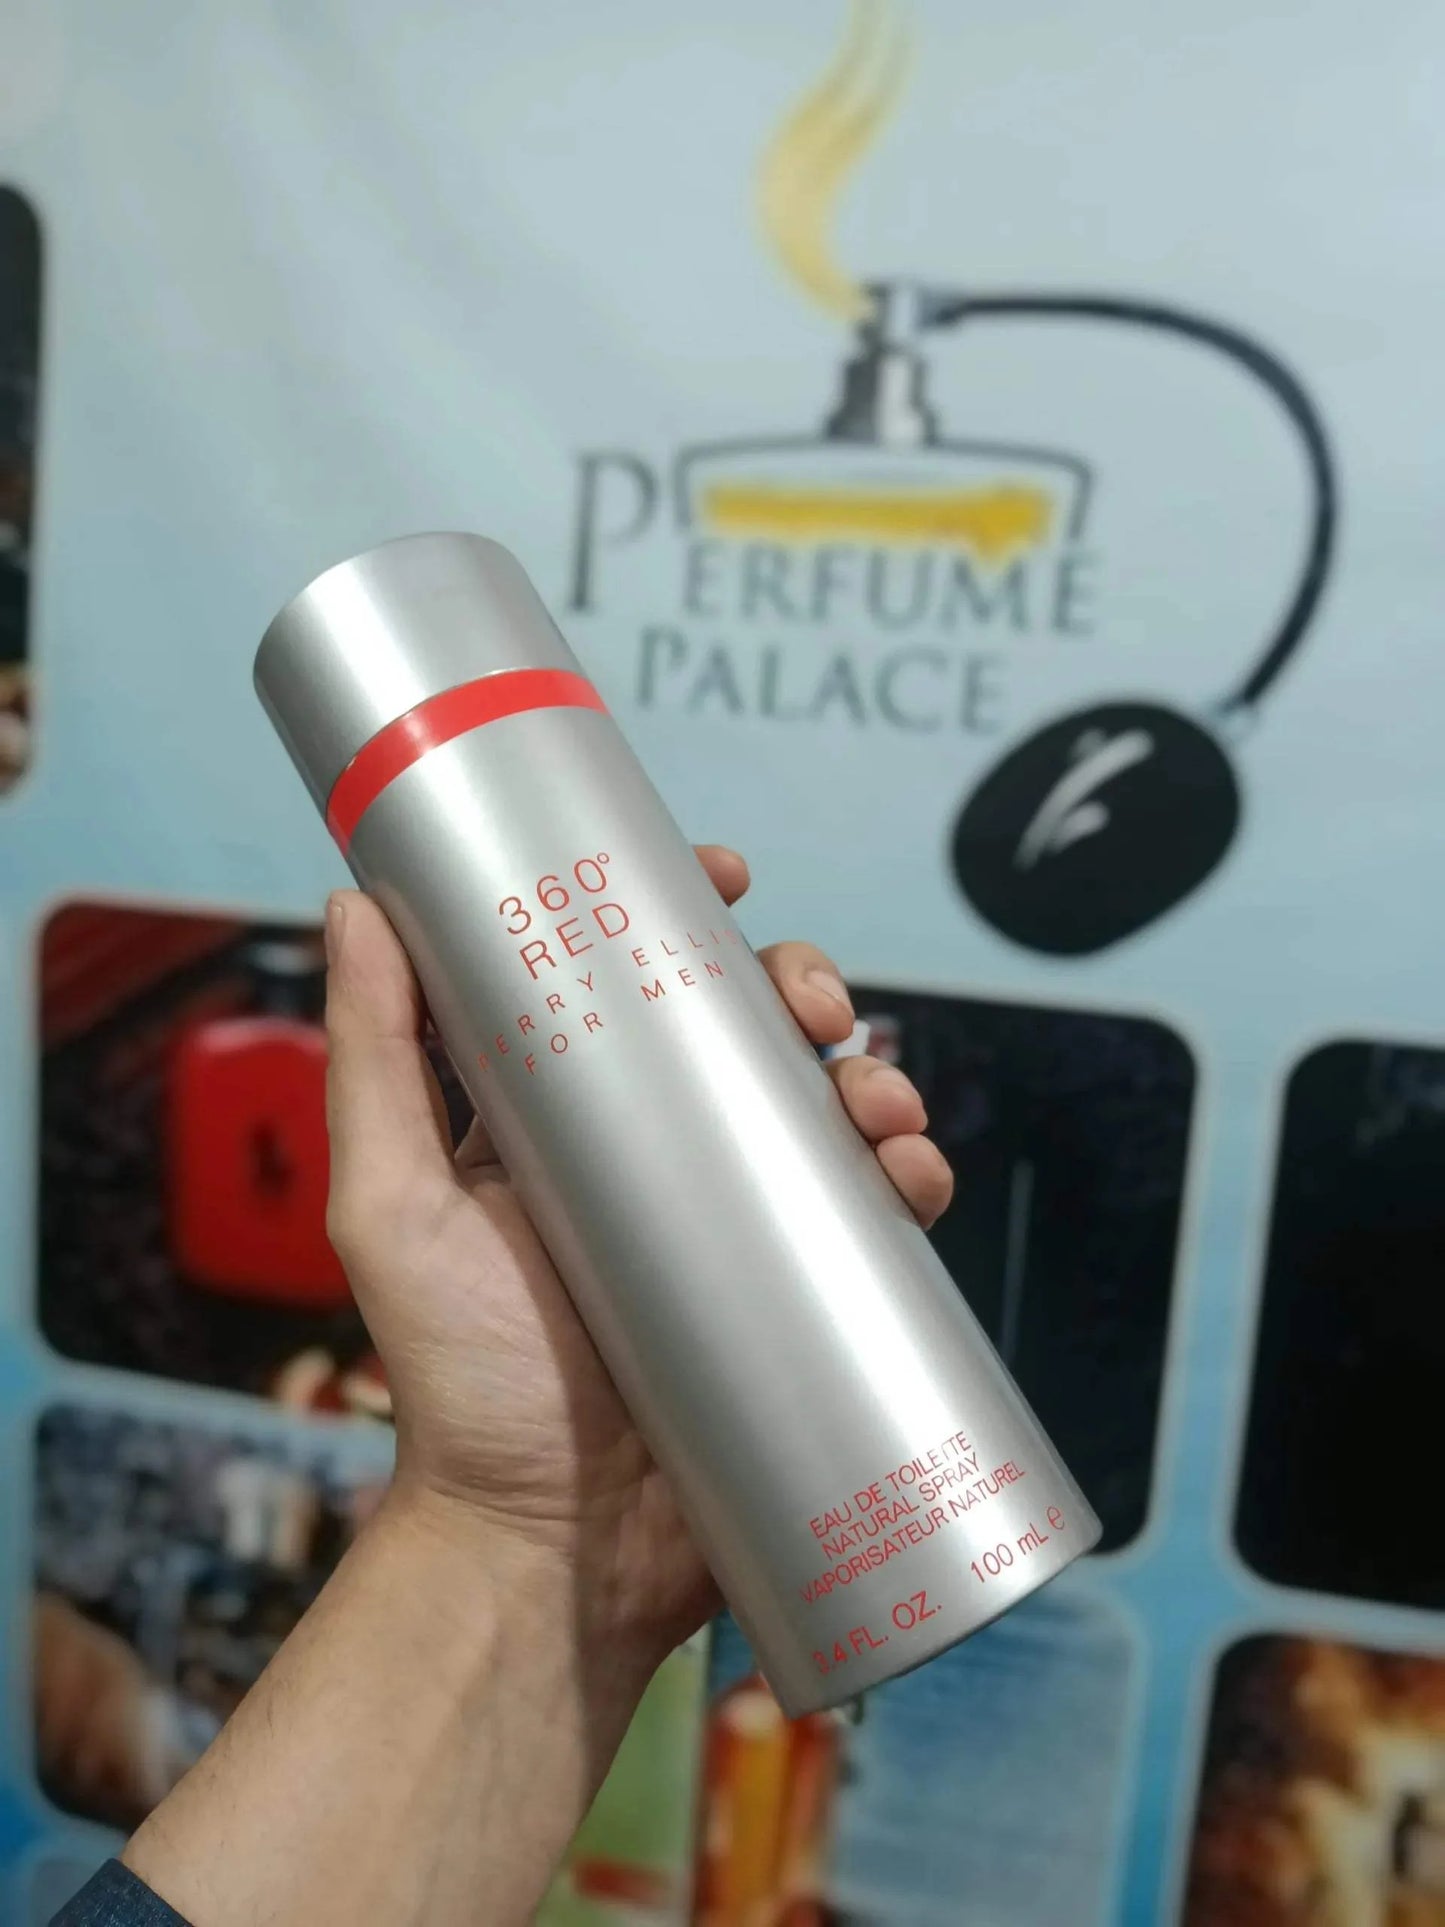 PERFUME
PALACE
360°
RED
PERRY ELLIS
FOR MEN
EAU DE TOILETTE
NATURAL SPRAY
VAPORISATEUR NATUREL
3.4 FL. OZ. 100 mL e